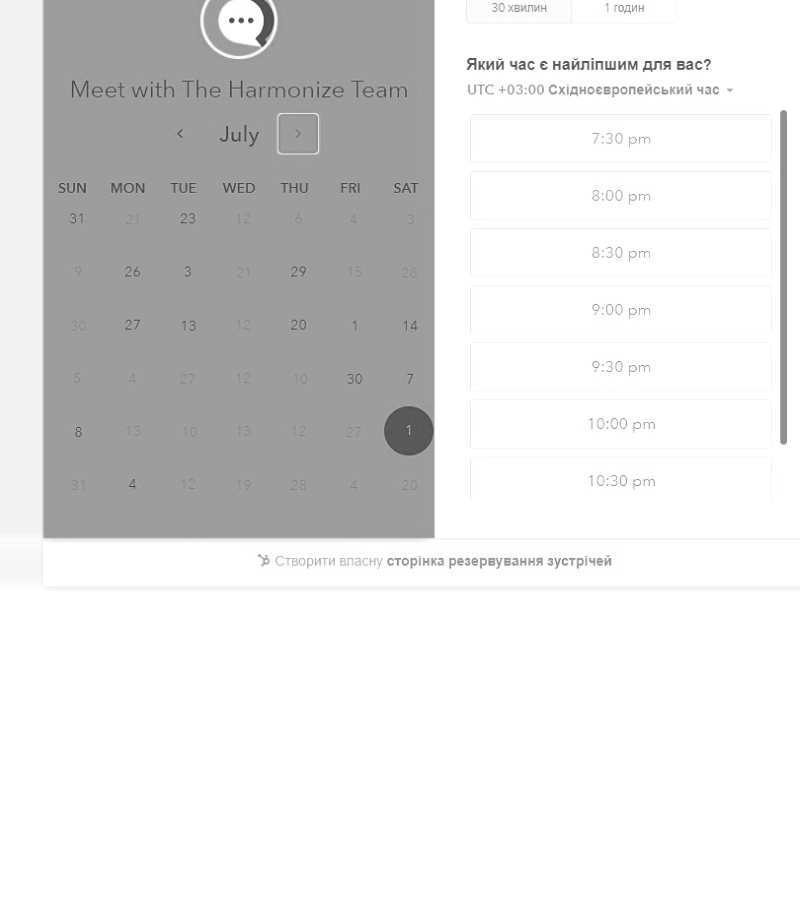 30 хвилин 1 годин
Meet with The Harmonize Team
July
SUN MON TUE WED THU FRI SAT
31 21 23 12 6 4 3
9 26 3 21 29 15 28
30 27 13 12 20 1 14
5 4 27 12 10 30 7
8 13 10 13 12 27 1
31 4 12 19 28 4 20
Який час є найліпшим для вас?
UTC +03:00 Східноєвропейський час
7:30 pm
8:00 pm
8:30 pm
9:00 pm
9:30 pm
10:00 pm
10:30 pm
Створити власну сторінка резервування зустрічей